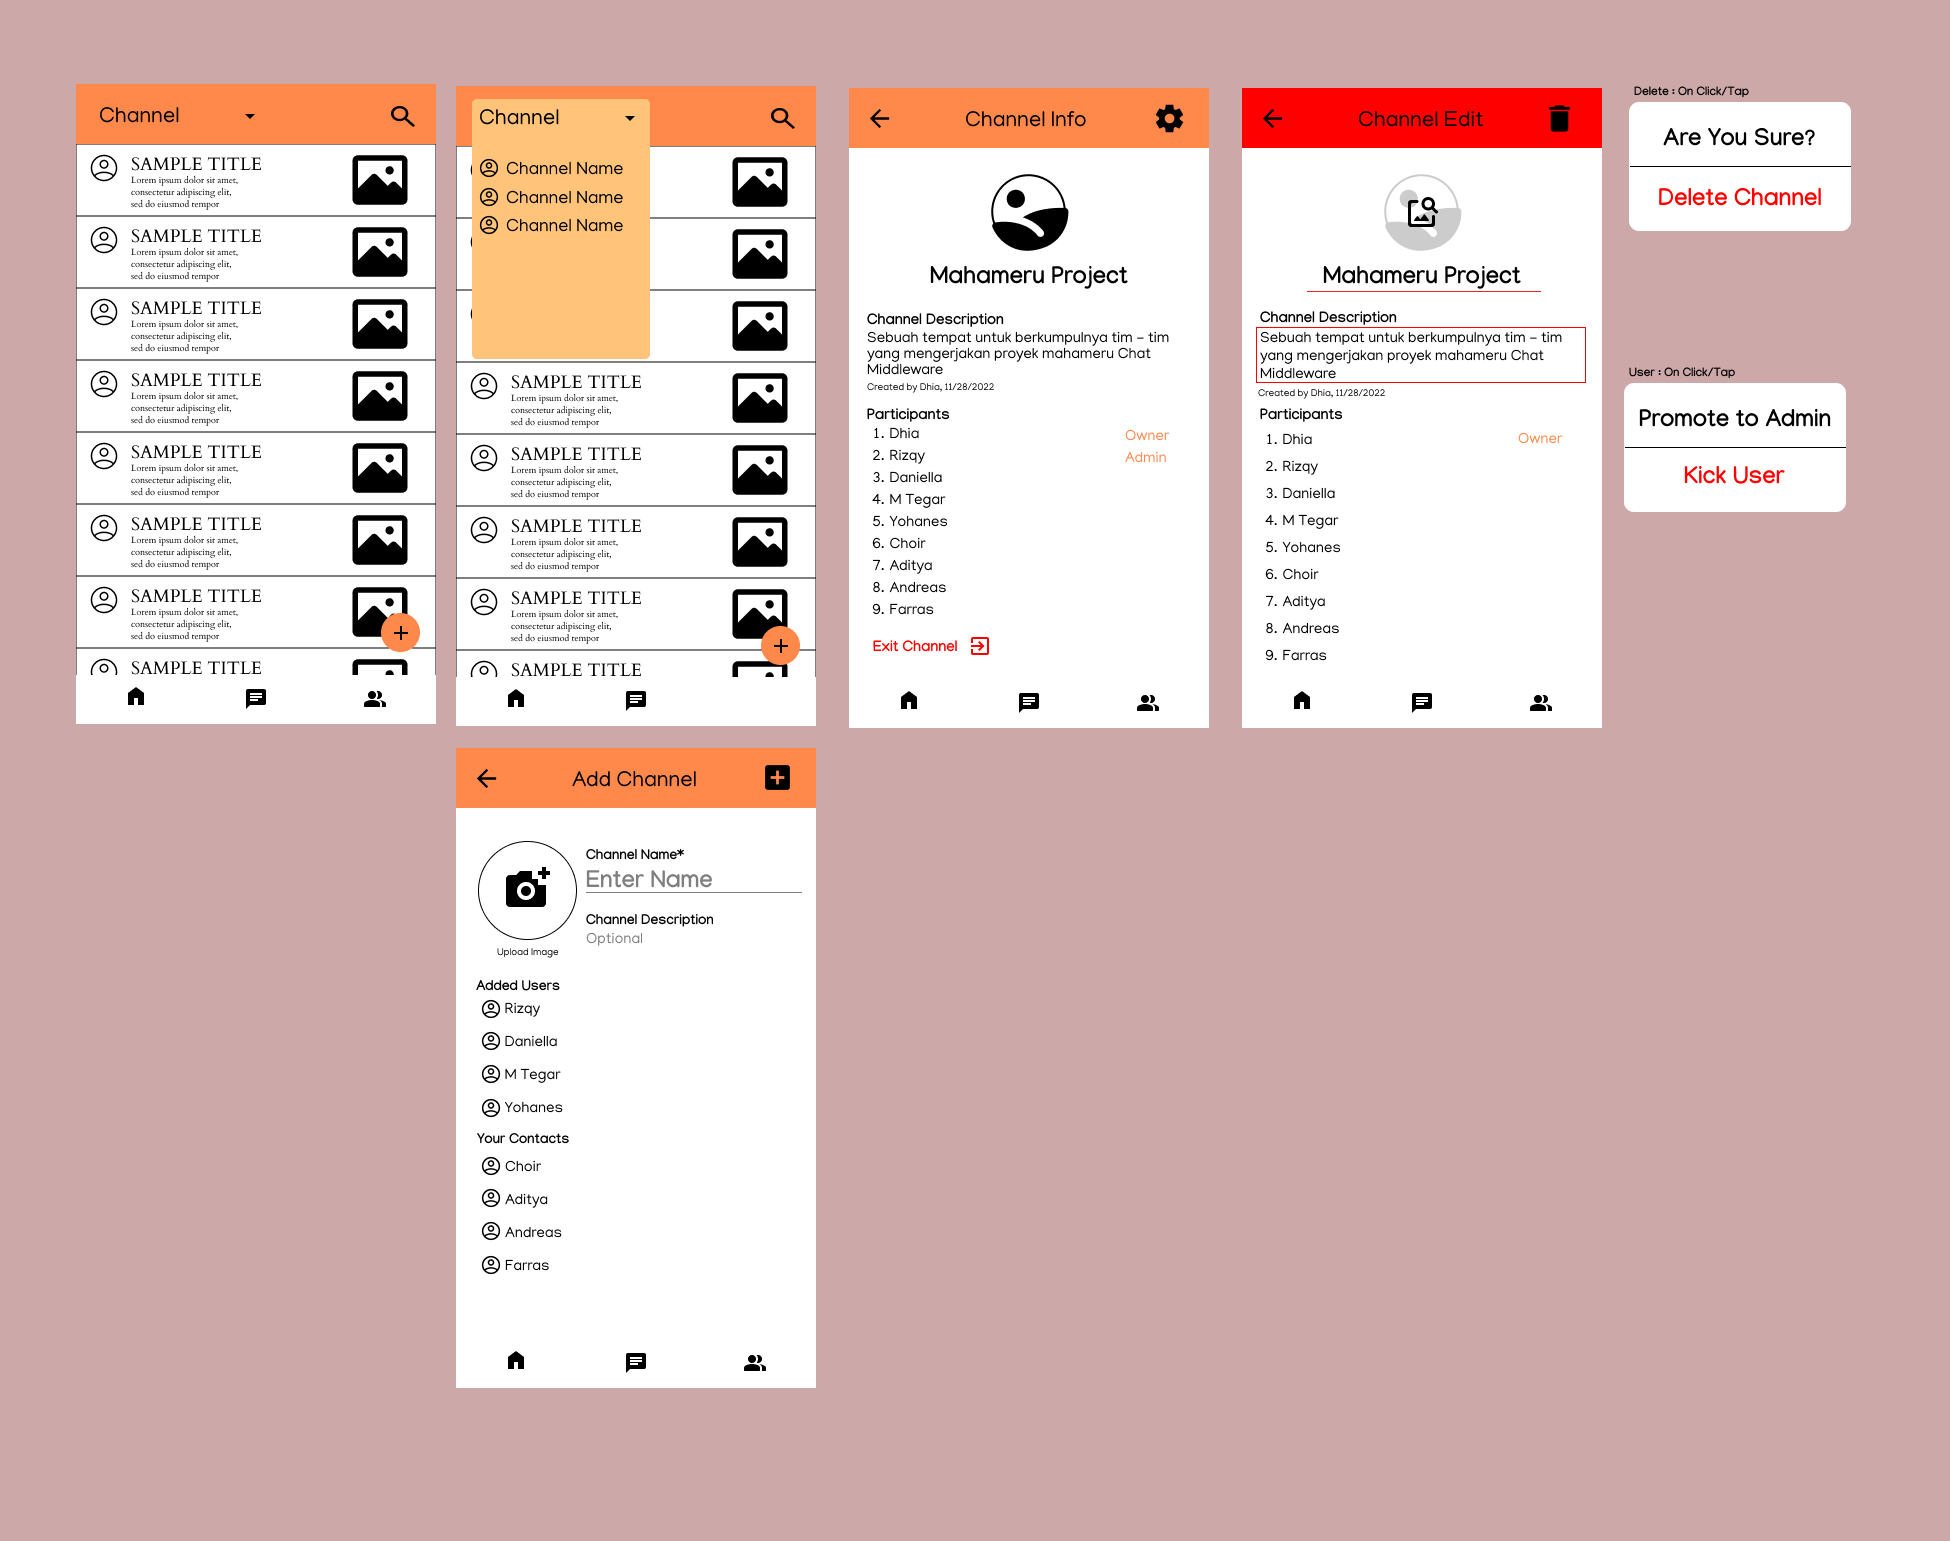 Channel
SAMPLE TITLE
Lorem ipsum dolor sit amet,
consectetur adipiscing elit,
sed do eiusmod tempor
SAMPLE TITLE
Lorem ipsum dolor sit amet,
consectetur adipiscing elit,
sed do eiusmod tempor
SAMPLE TITLE
Lorem ipsum dolor sit amet,
consectetur adipiscing elit,
sed do eiusmod tempor
SAMPLE TITLE
Lorem ipsum dolor sit amet,
consectetur adipiscing elit,
sed do eiusmod tempor
SAMPLE TITLE
Lorem ipsum dolor sit amet,
consectetur adipiscing elit,
sed do eiusmod tempor
SAMPLE TITLE
Lorem ipsum dolor sit amet,
consectetur adipiscing elit,
sed do eiusmod tempor
SAMPLE TITLE
Lorem ipsum dolor sit amet,
consectetur adipiscing elit,
sed do eiusmod tempor
SAMPLE TITLE
Channel
Channel Name
Channel Name
Channel Name
SAMPLE TITLE
Lorem ipsum dolor sit amet,
consectetur adipiscing elit,
sed do eiusmod tempor
SAMPLE TITLE
Lorem ipsum dolor sit amet,
consectetur adipiscing elit,
sed do eiusmod tempor
SAMPLE TITLE
Lorem ipsum dolor sit amet,
consectetur adipiscing elit,
sed do eiusmod tempor
SAMPLE TITLE
Lorem ipsum dolor sit amet,
consectetur adipiscing elit,
sed do eiusmod tempor
SAMPLE TITLE
Channel Info
Mahameru Project
Channel Description
Sebuah tempat untuk berkumpulnya tim - tim
yang mengerjakan proyek mahameru Chat
Middleware
Created by Dhia, 11/28/2022
Participants
1. Dhia Owner
2. Rizqy Admin
3. Daniella
4. M Tegar
5. Yohanes
6. Choir
7. Aditya
8. Andreas
9. Farras
Exit Channel
Channel Edit
Mahameru Project
Channel Description
Sebuah tempat untuk berkumpulnya tim - tim
yang mengerjakan proyek mahameru Chat
Middleware
Created by Dhia, 11/28/2022
Participants
1. Dhia Owner
2. Rizqy
3. Daniella
4. M Tegar
5. Yohanes
6. Choir
7. Aditya
8. Andreas
9. Farras
Delete : On Click/Tap
Are You Sure?
Delete Channel
User : On Click/Tap
Promote to Admin
Kick User
Add Channel
Channel Name*
Enter Name
Channel Description
Optional
Upload Image
Added Users
Rizqy
Daniella
M Tegar
Yohanes
Your Contacts
Choir
Aditya
Andreas
Farras